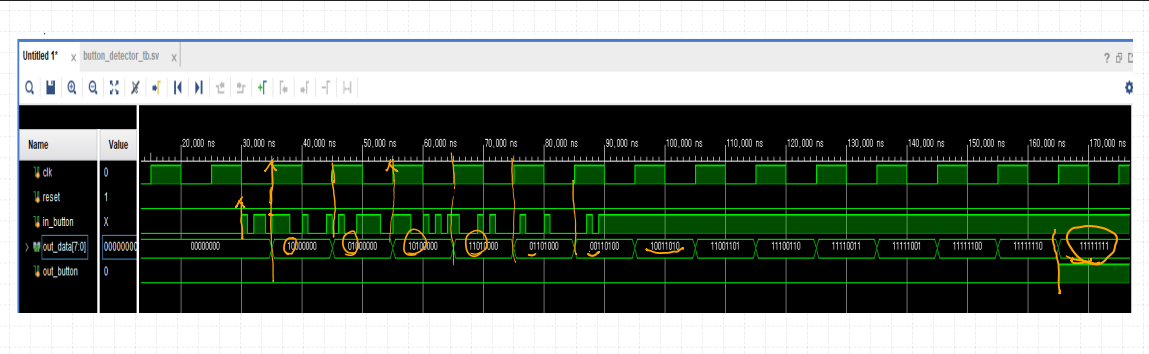 Untitled 1* x button_detector_tb.sv x
Name Value 20,000 ns 30,000 ns 40,000 ns 50,000 ns 60,000 ns 70,000 ns 80,000 ns 90,000 ns 100,000 ns 110,000 ns 120,000 ns 130,000 ns 140,000 ns 150,000 ns 160,000 ns 170,000 ns
clk 0
reset 1
in_button X
out_data[7:0] 00000000 00000000 10000000 01000000 10100000 11010000 01101000 00110100 10011010 11001101 11100110 11110011 11111001 11111100 11111110 11111111
out_button 0